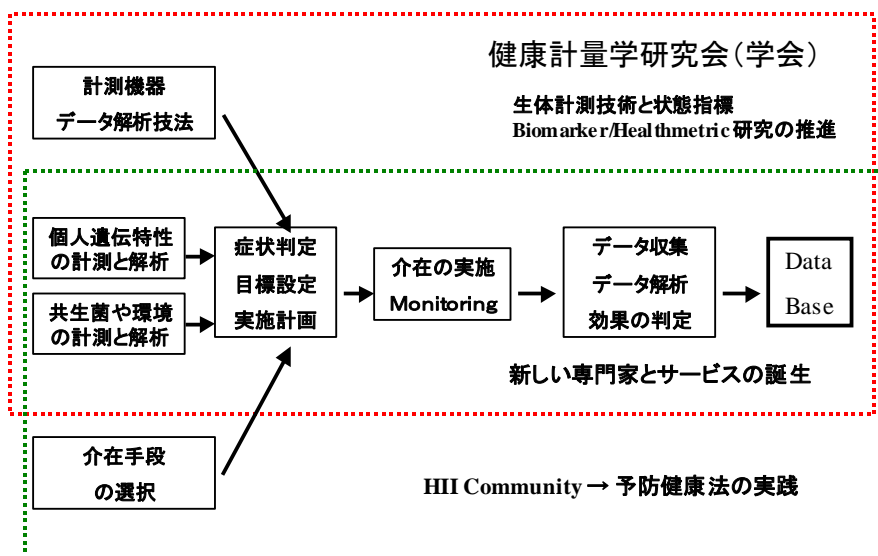 健康計量学研究会（学会）
計測機器
データ解析技法
生体計測技術と状態指標
Biomarker/Healthmetric 研究の推進
個人遺伝特性
の計測と解析
共生菌や環境
の計測と解析
症状判定
目標設定
実施計画
介在の実施
Monitoring
データ収集
データ解析
効果の判定
Data
Base
新しい専門家とサービスの誕生
介在手段
の選択
HII Community → 予防健康法の実践